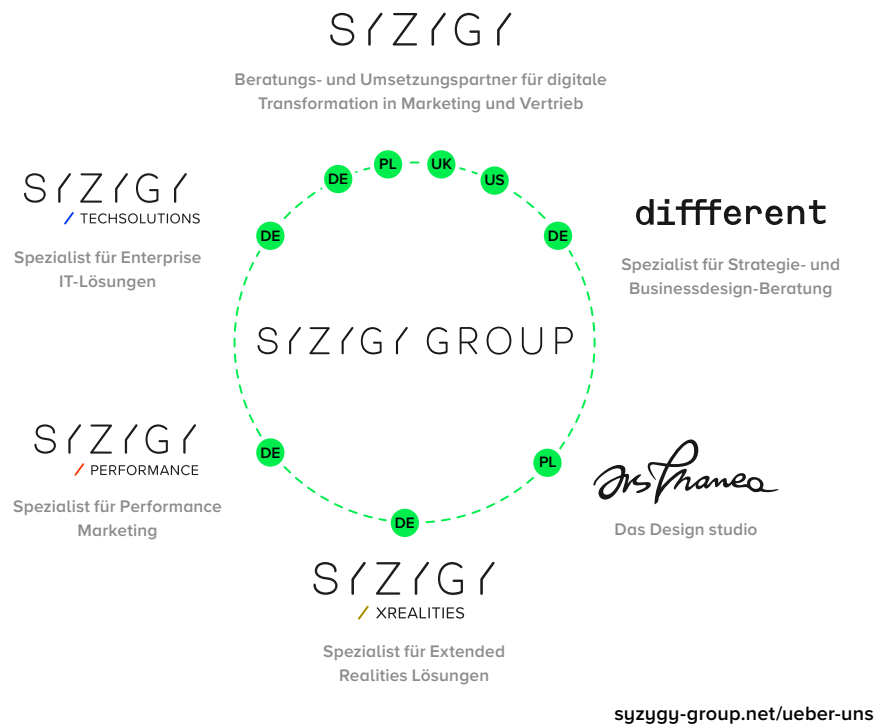 SYZYGY
Beratungs- und Umsetzungspartner für digitale
Transformation in Marketing und Vertrieb
DE
PL
UK
US
SYZYGY
/ TECHSOLUTIONS
Spezialist für Enterprise
IT-Lösungen
DE
DE
diffferent
Spezialist für Strategie- und
Businessdesign-Beratung
SYZYGY GROUP
SYZYGY
/ PERFORMANCE
Spezialist für Performance
Marketing
DE
PL
Ars Thanea
Das Design studio
DE
SYZYGY
/ XREALITIES
Spezialist für Extended
Realities Lösungen
syzygy-group.net/ueber-uns